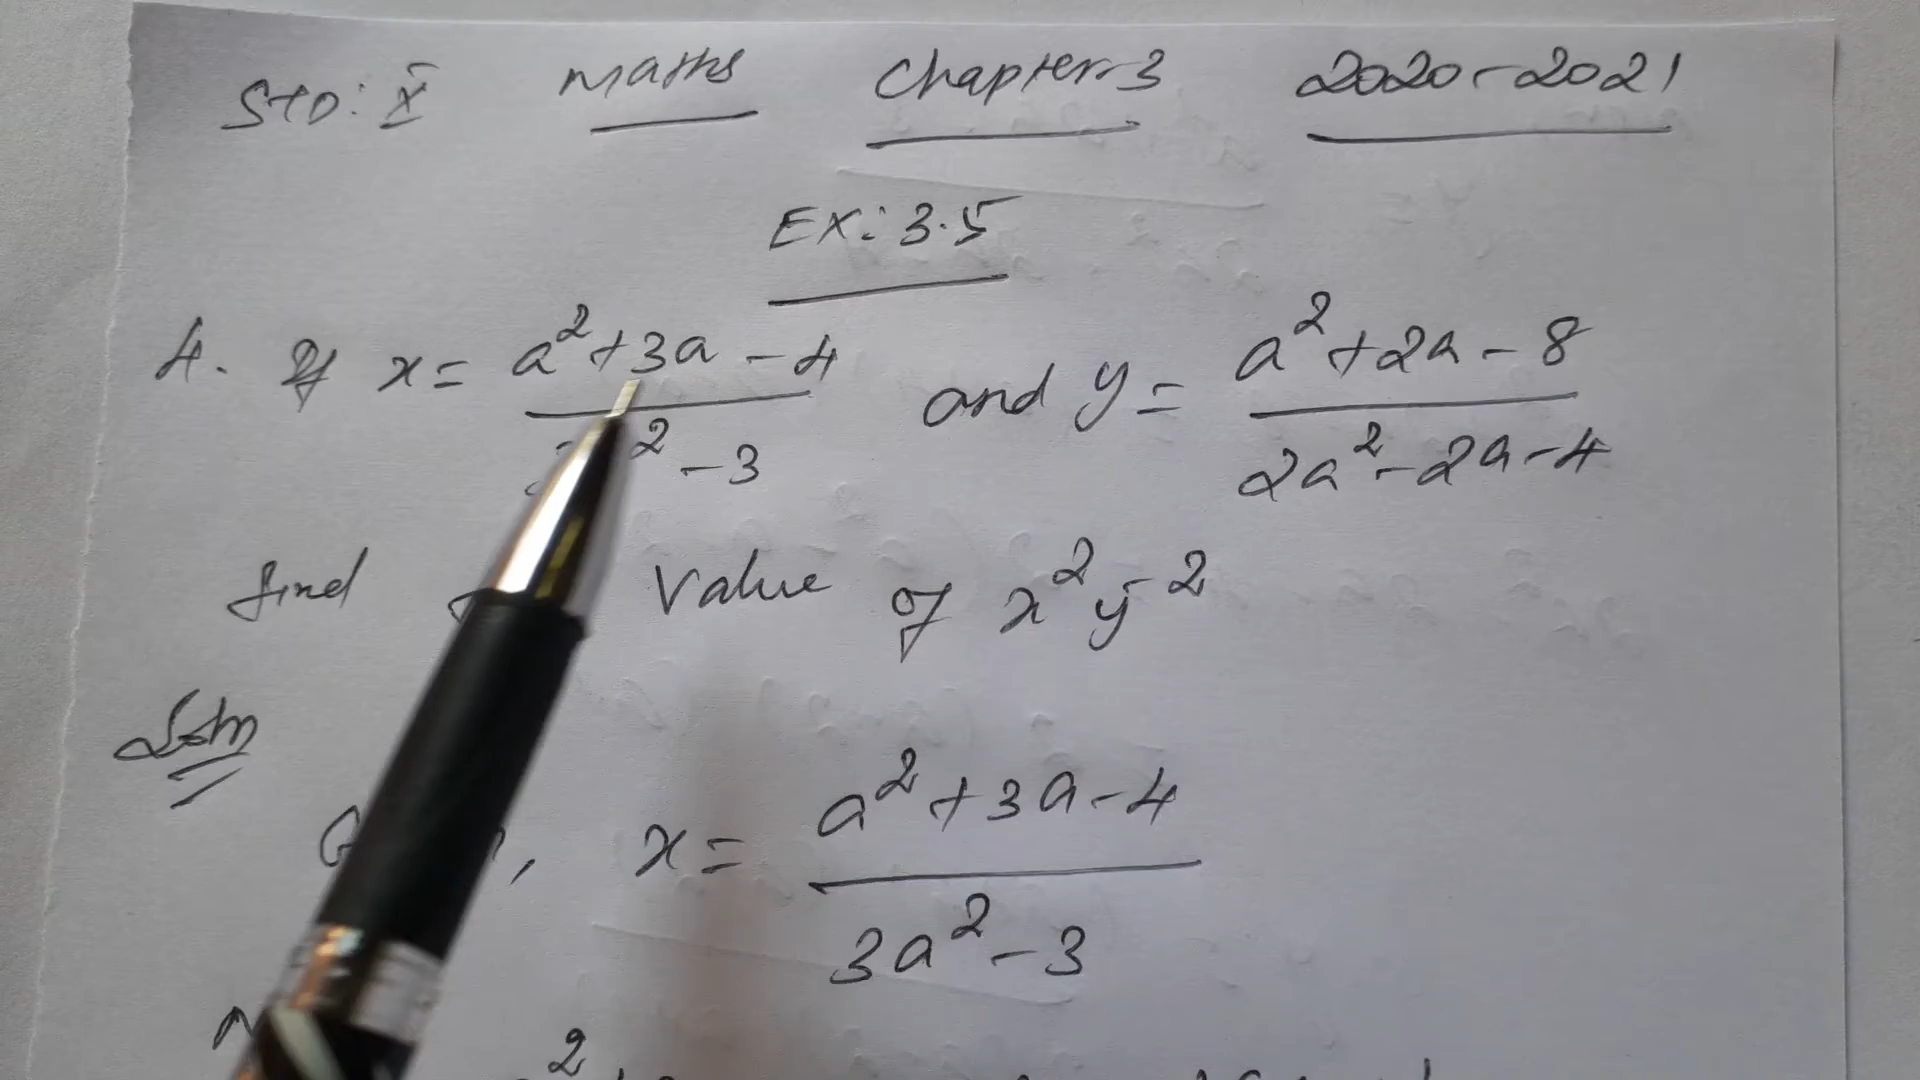 STD: X Maths Chapter-3 2020-2021
EX: 3.5
4. If x = a²+3a-4 / 2 -3 and y = a²+2a-8 / 2a²-2a-4
find Value of x²y⁻²
Soln
x = a²+3a-4 / 3a²-3